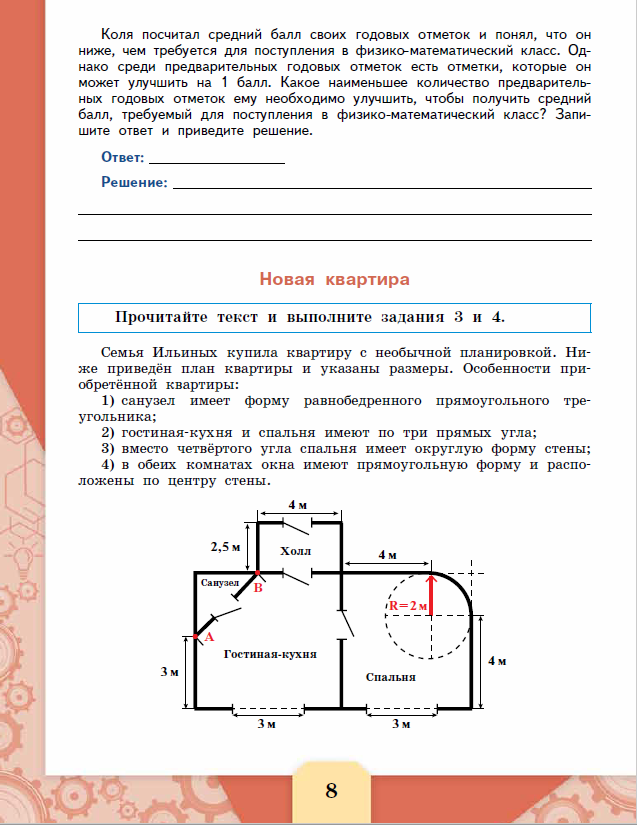 Коля посчитал средний балл своих годовых отметок и понял, что он
ниже, чем требуется для поступления в физико-математический класс. Од-
нако среди предварительных годовых отметок есть отметки, которые он
может улучшить на 1 балл. Какое наименьшее количество предваритель-
ных годовых отметок ему необходимо улучшить, чтобы получить средний
балл, требуемый для поступления в физико-математический класс? Запи-
шите ответ и приведите решение.
Ответ:
Решение:
Новая квартира
Прочитайте текст и выполните задания 3 и 4.
Семья Ильиных купила квартиру с необычной планировкой. Ни-
же приведён план квартиры и указаны размеры. Особенности при-
обретённой квартиры:
1) санузел имеет форму равнобедренного прямоугольного тре-
угольника;
2) гостиная-кухня и спальня имеют по три прямых угла;
3) вместо четвёртого угла спальня имеет округлую форму стены;
4) в обеих комнатах окна имеют прямоугольную форму и распо-
ложены по центру стены.
4 м
2,5 м
Холл
4 м
Санузел
B
R=2 м
A
Гостиная-кухня
4 м
3 м
Спальня
3 м
3 м
8